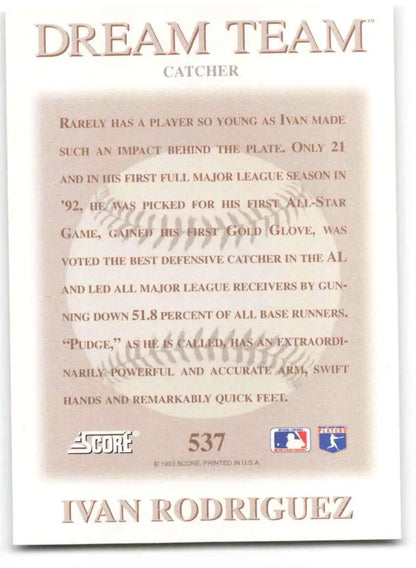 DREAM TEAM™
CATCHER
RARELY HAS A PLAYER SO YOUNG AS IVAN MADE
SUCH AN IMPACT BEHIND THE PLATE. ONLY 21
AND IN HIS FIRST FULL MAJOR LEAGUE SEASON IN
'92, HE WAS PICKED FOR HIS FIRST ALL-STAR
GAME, GAINED HIS FIRST GOLD GLOVE, WAS
VOTED THE BEST DEFENSIVE CATCHER IN THE AL
AND LED ALL MAJOR LEAGUE RECEIVERS BY GUN-
NING DOWN 51.8 PERCENT OF ALL BASE RUNNERS.
"PUDGE," AS HE IS CALLED, HAS AN EXTRAORDI-
NARILY POWERFUL AND ACCURATE ARM, SWIFT
HANDS AND REMARKABLY QUICK FEET.
SCORE
537
PLAYERS
© 1993 SCORE, PRINTED IN U.S.A.
IVAN RODRIGUEZ